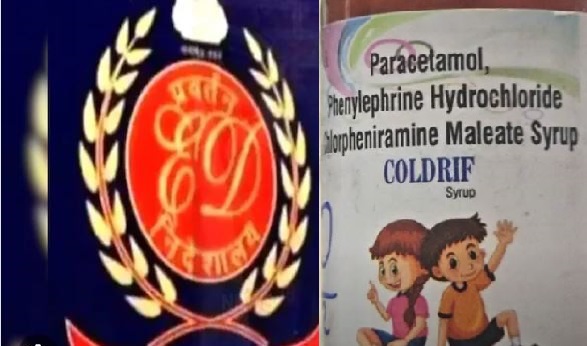 प्रवर्तन
ED
निदेशालय
Paracetamol,
Phenylephrine Hydrochloride
hlorpheniramine Maleate Syrup
COLDRIF
Syrup